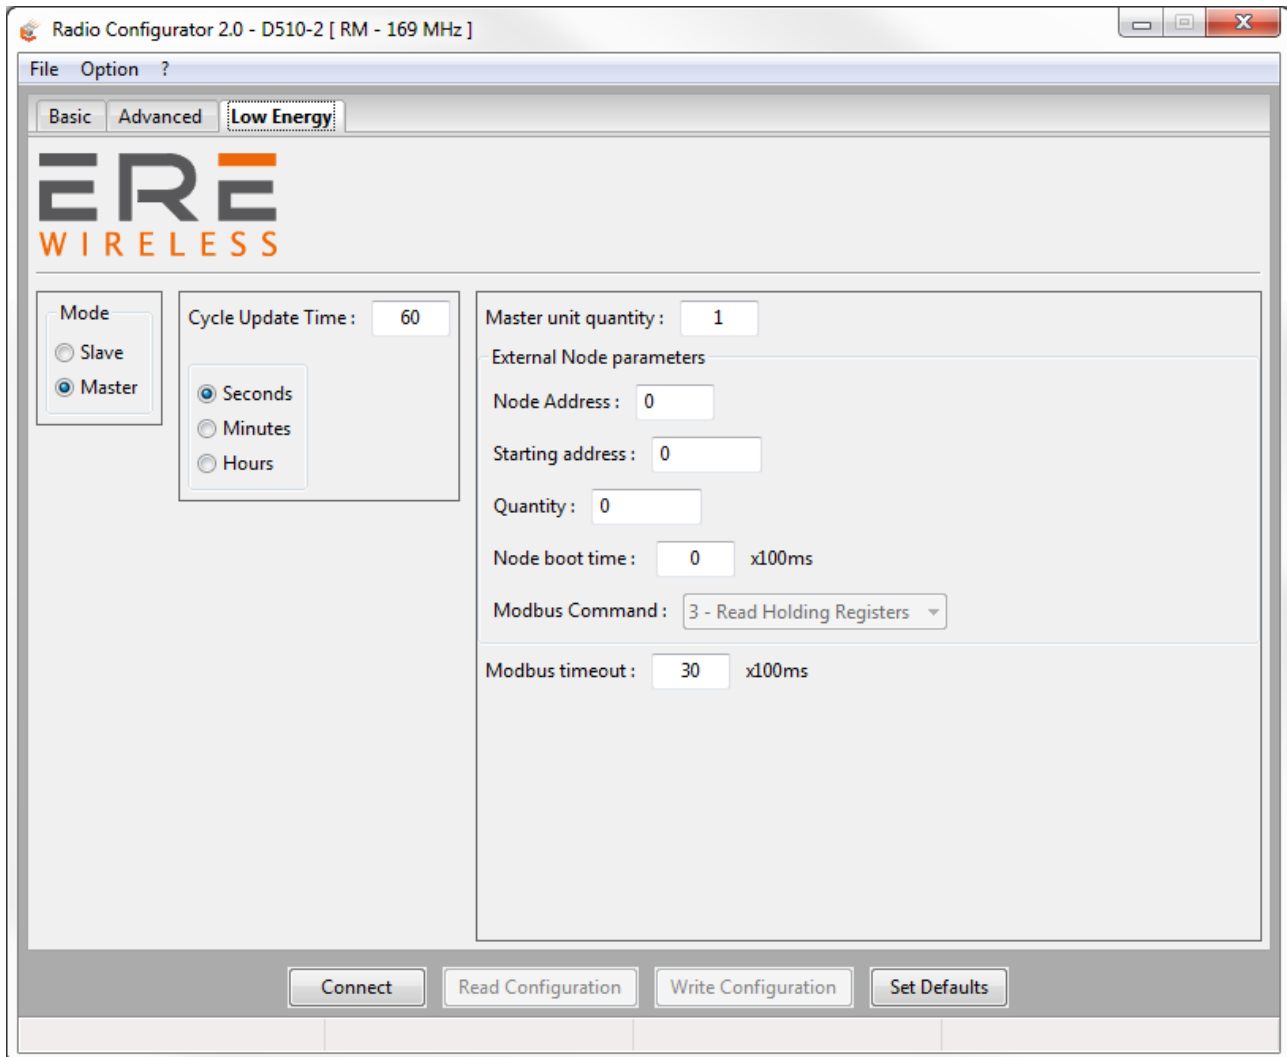 Radio Configurator 2.0 - D510-2 [ RM - 169 MHz ]
File Option ?
Basic Advanced Low Energy
ERE
WIRELESS
Mode
Slave
Master
Cycle Update Time : 60
Seconds
Minutes
Hours
Master unit quantity : 1
External Node parameters
Node Address : 0
Starting address : 0
Quantity : 0
Node boot time : 0 x100ms
Modbus Command : 3 - Read Holding Registers
Modbus timeout : 30 x100ms
Connect Read Configuration Write Configuration Set Defaults